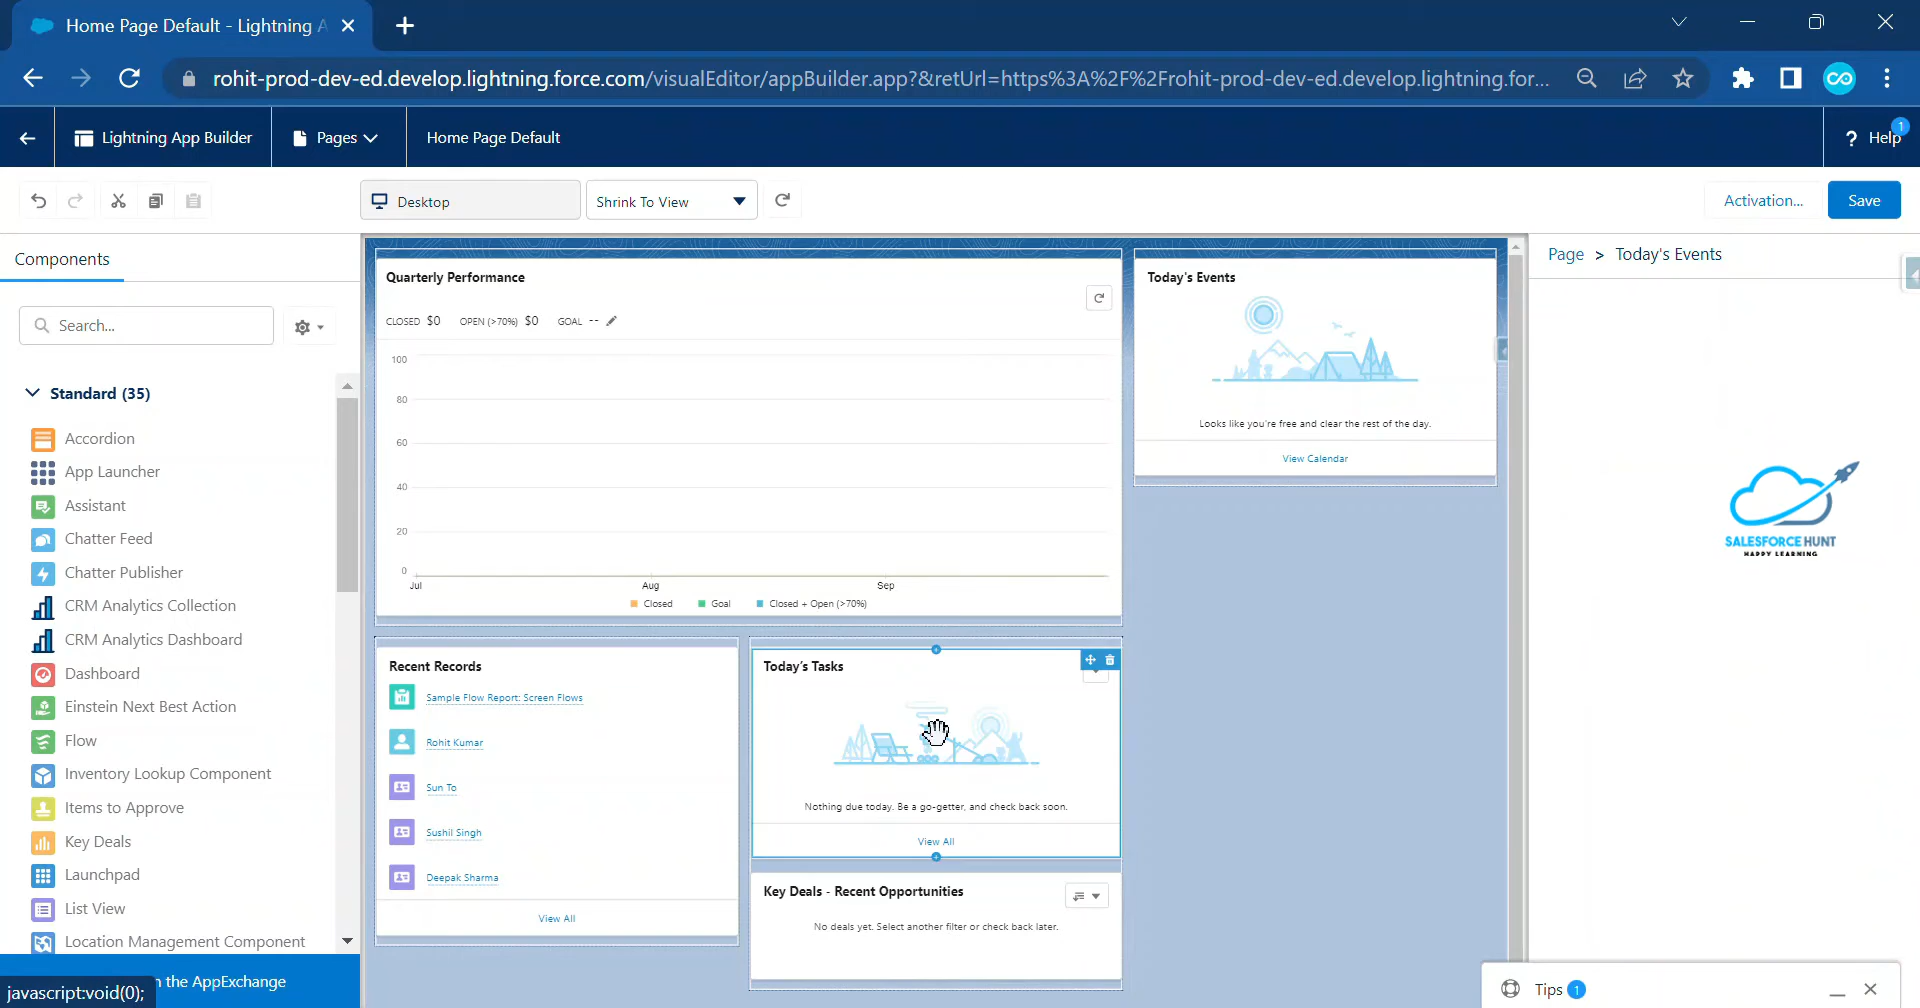 Home Page Default - Lightning A
rohit-prod-dev-ed.develop.lightning.force.com/visualEditor/appBuilder.app?&retUrl=https%3A%2F%2Frohit-prod-dev-ed.develop.lightning.for...
Lightning App Builder
Pages
Home Page Default
? Help
1
Desktop
Shrink To View
Activation...
Save
Components
Search...
Standard (35)
Accordion
App Launcher
Assistant
Chatter Feed
Chatter Publisher
CRM Analytics Collection
CRM Analytics Dashboard
Dashboard
Einstein Next Best Action
Flow
Inventory Lookup Component
Items to Approve
Key Deals
Launchpad
List View
Location Management Component
n the AppExchange
javascript:void(0);
Quarterly Performance
CLOSED $0 OPEN (>70%) $0 GOAL --
100
80
60
40
20
0
Jul Aug Sep
Closed Goal Closed + Open (>70%)
Today's Events
Looks like you're free and clear the rest of the day.
View Calendar
Recent Records
Sample Flow Report: Screen Flows
Rohit Kumar
Sun To
Sushil Singh
Deepak Sharma
View All
Today's Tasks
Nothing due today. Be a go-getter, and check back soon.
View All
Key Deals - Recent Opportunities
No deals yet. Select another filter or check back later.
Page > Today's Events
SALESFORCE HUNT
HAPPY LEARNING
Tips 1